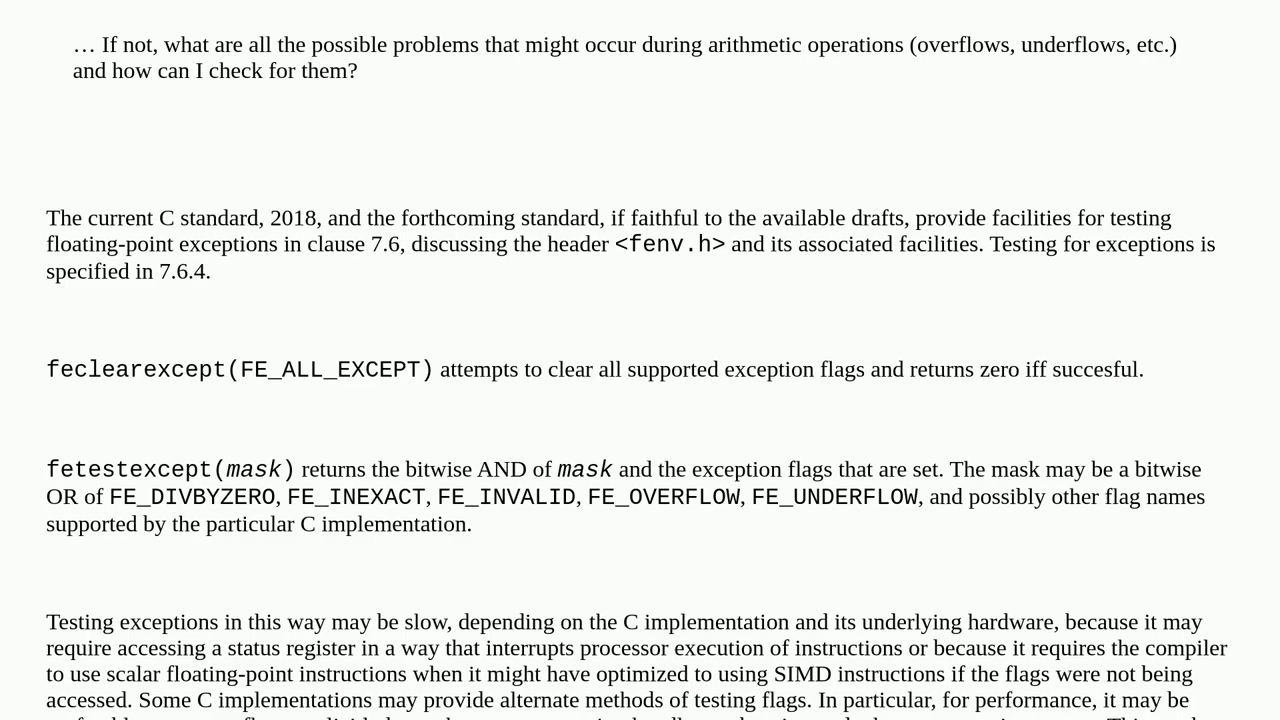 … If not, what are all the possible problems that might occur during arithmetic operations (overflows, underflows, etc.)
and how can I check for them?
The current C standard, 2018, and the forthcoming standard, if faithful to the available drafts, provide facilities for testing
floating-point exceptions in clause 7.6, discussing the header <fenv.h> and its associated facilities. Testing for exceptions is
specified in 7.6.4.
feclearexcept(FE_ALL_EXCEPT) attempts to clear all supported exception flags and returns zero iff succesful.
fetestexcept(mask) returns the bitwise AND of mask and the exception flags that are set. The mask may be a bitwise
OR of FE_DIVBYZERO, FE_INEXACT, FE_INVALID, FE_OVERFLOW, FE_UNDERFLOW, and possibly other flag names
supported by the particular C implementation.
Testing exceptions in this way may be slow, depending on the C implementation and its underlying hardware, because it may
require accessing a status register in a way that interrupts processor execution of instructions or because it requires the compiler
to use scalar floating-point instructions when it might have optimized to using SIMD instructions if the flags were not being
accessed. Some C implementations may provide alternate methods of testing flags. In particular, for performance, it may be